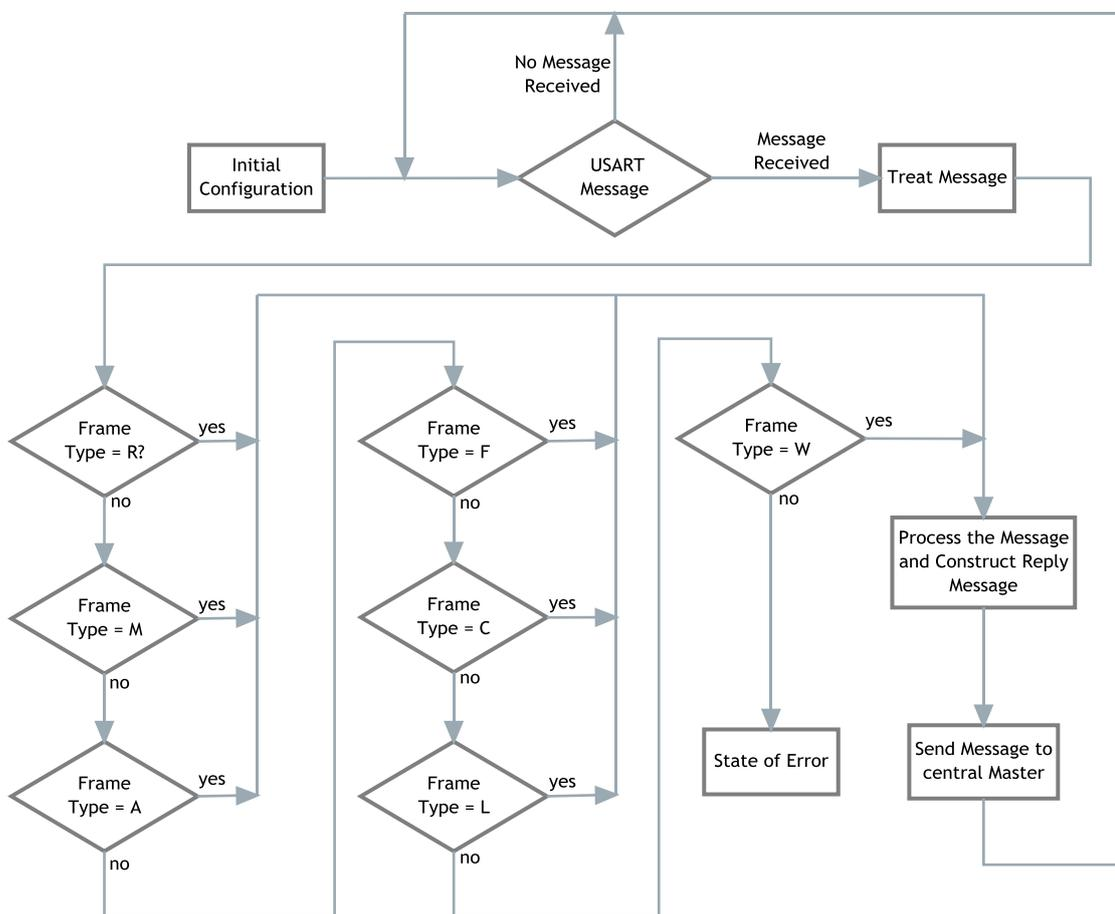 No Message
Received
Initial
Configuration
USART
Message
Message
Received
Treat Message
Frame
Type = R?
yes
no
Frame
Type = M
yes
no
Frame
Type = A
yes
no
Frame
Type = F
yes
no
Frame
Type = C
yes
no
Frame
Type = L
yes
no
Frame
Type = W
yes
no
State of Error
Process the Message
and Construct Reply
Message
Send Message to
central Master